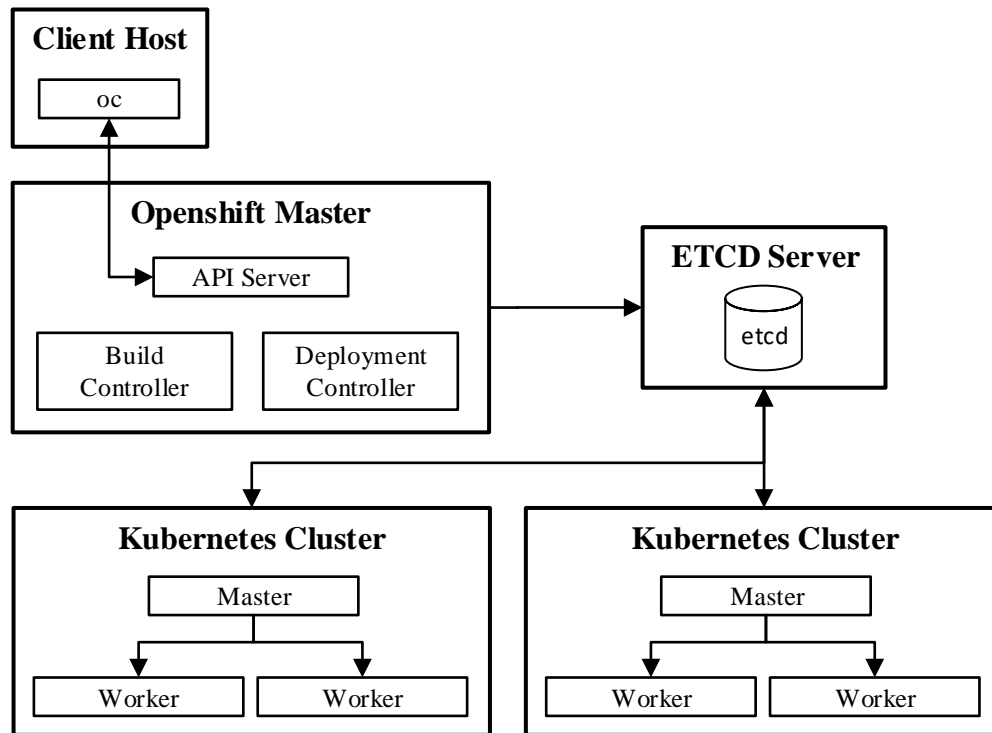 Client Host
oc
Openshift Master
API Server
Build
Controller
Deployment
Controller
ETCD Server
etcd
Kubernetes Cluster
Master
Worker
Worker
Kubernetes Cluster
Master
Worker
Worker